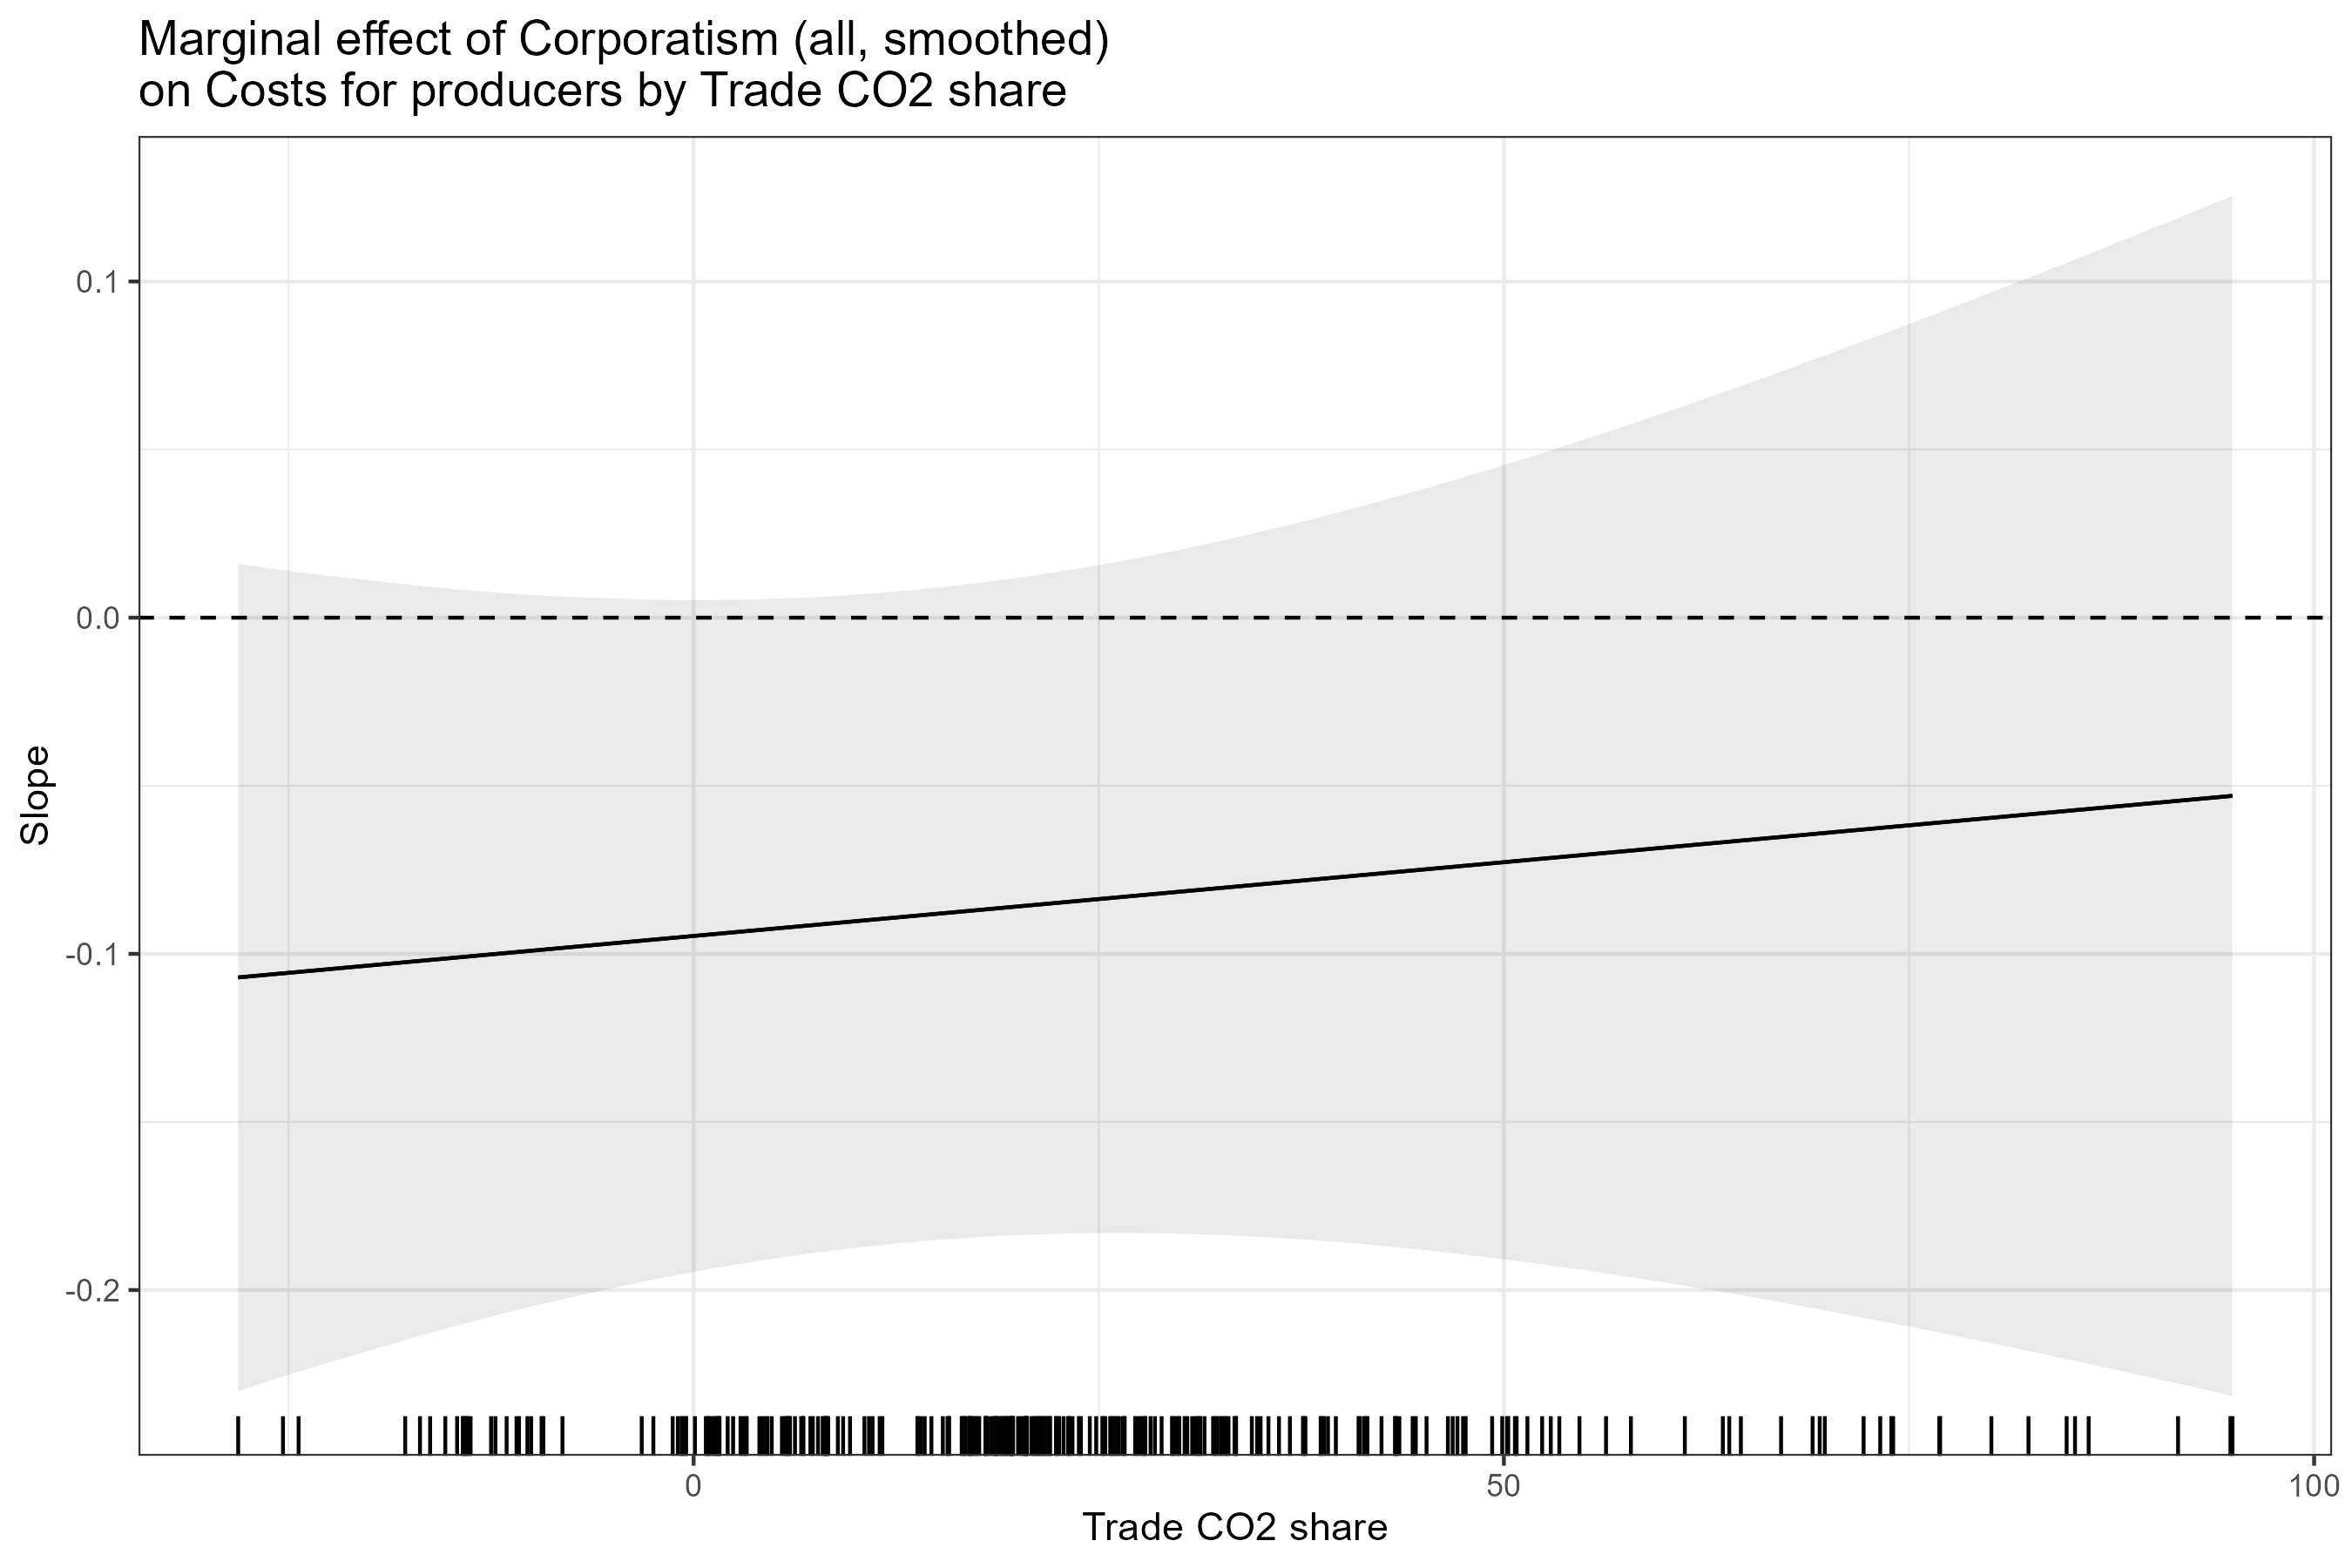 Marginal effect of Corporatism (all, smoothed)
on Costs for producers by Trade CO2 share
0.1
0.0
-0.1
-0.2
Slope
0
50
100
Trade CO2 share